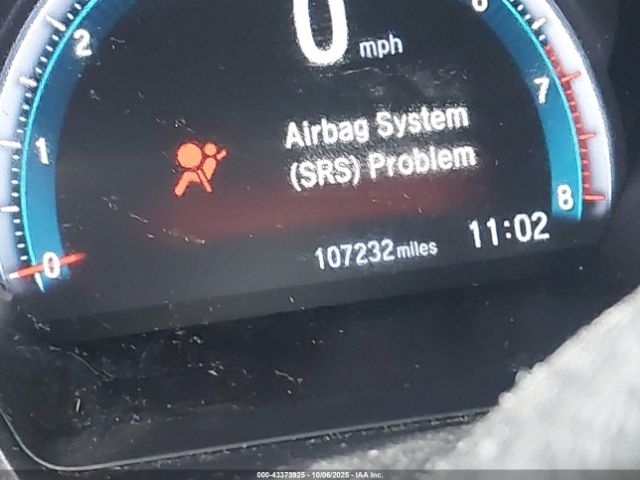 0 mph
6
2
7
1
Airbag System
(SRS) Problem
8
107232 miles 11:02
0
000-43373925 - 10/06/2025 - IAA Inc.